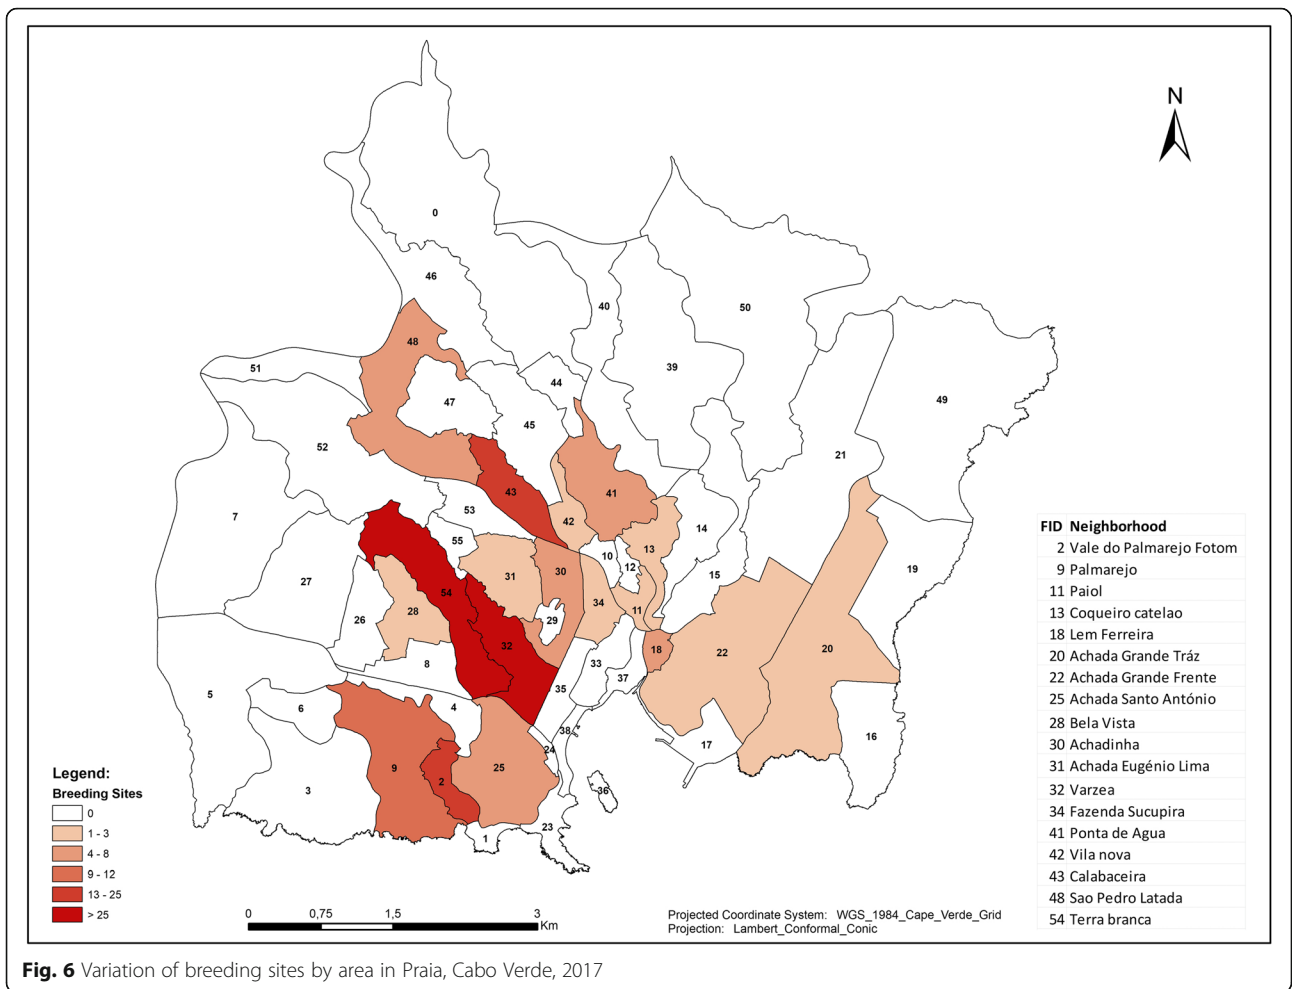 N
0
46
40
50
48
51
39
44
47
49
45
52
21
43
41
7
53
42
14
55
13
10
12
30
19
31
15
27
54
34
28
11
26
29
32
18
22
20
8
33
37
35
5
6
4
38
16
17
24
9
25
2
3
36
23
1
FID Neighborhood
2 Vale do Palmarejo Fotom
9 Palmarejo
11 Paiol
13 Coqueiro catelao
18 Lem Ferreira
20 Achada Grande Tráz
22 Achada Grande Frente
25 Achada Santo António
28 Bela Vista
30 Achadinha
31 Achada Eugénio Lima
32 Varzea
34 Fazenda Sucupira
41 Ponta de Agua
42 Vila nova
43 Calabaceira
48 Sao Pedro Latada
54 Terra branca
Legend:
Breeding Sites
0
1 - 3
4 - 8
9 - 12
13 - 25
> 25
0 0,75 1,5 3
Km
Projected Coordinate System: WGS_1984_Cape_Verde_Grid
Projection: Lambert_Conformal_Conic
Fig. 6 Variation of breeding sites by area in Praia, Cabo Verde, 2017